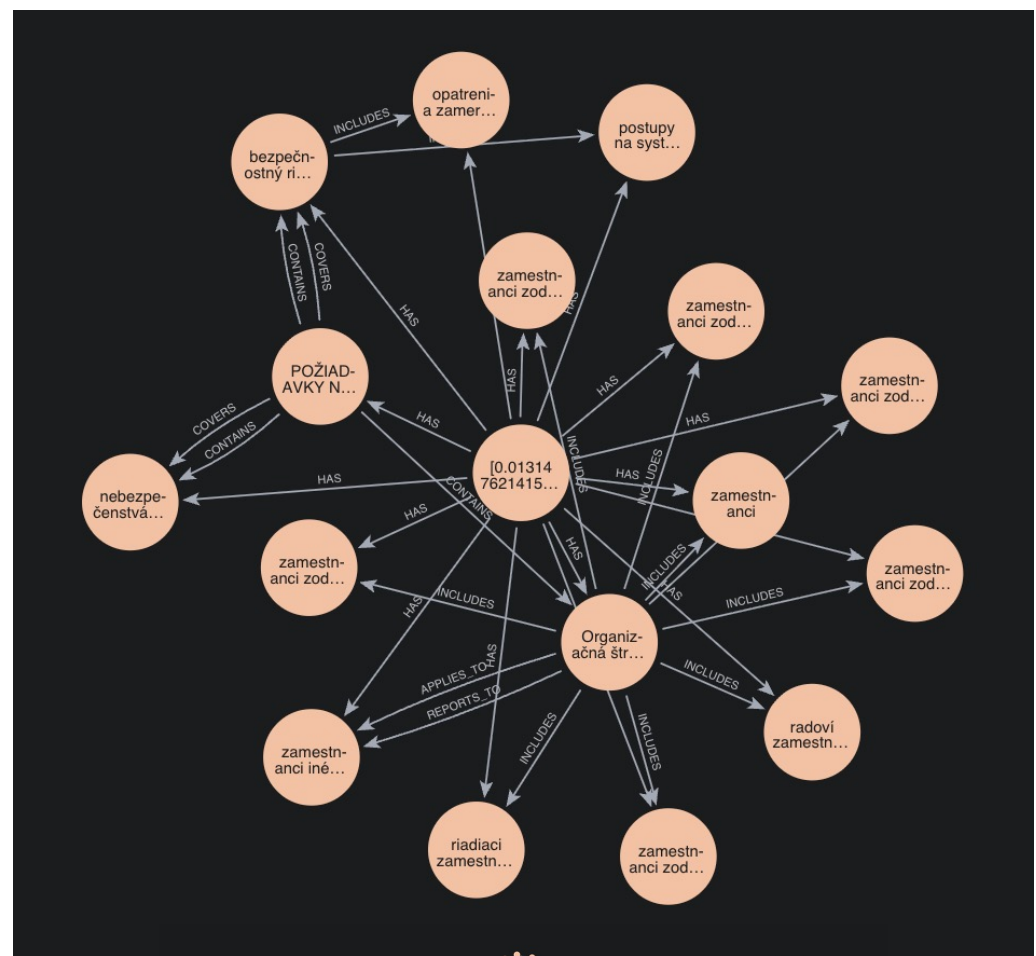 opatreni-
a zamer…
postupy
na syst…
bezpečn-
ostný ri…
INCLUDES
CONTAINS
COVERS
HAS
zamestn-
anci zod…
HAS
zamestn-
anci zod…
HAS
HAS
zamestn-
anci zod…
POŽIAD-
AVKY N…
COVERS
CONTAINS
HAS
HAS
[0.01314
7621415…
INCLUDES
INCLUDES
HAS
zamestn-
anci
nebezpe-
čenstvá…
HAS
CONTAINS
HAS
HAS
zamestn-
anci zod…
INCLUDES
HAS
zamestn-
anci zod…
INCLUDES
INCLUDES
HAS
Organiz-
ačná štr…
HAS
APPLIES_TO
REPORTS_TO
INCLUDES
radoví
zamestn…
zamestn-
anci iné…
INCLUDES
INCLUDES
riadiaci
zamestn…
zamestn-
anci zod…